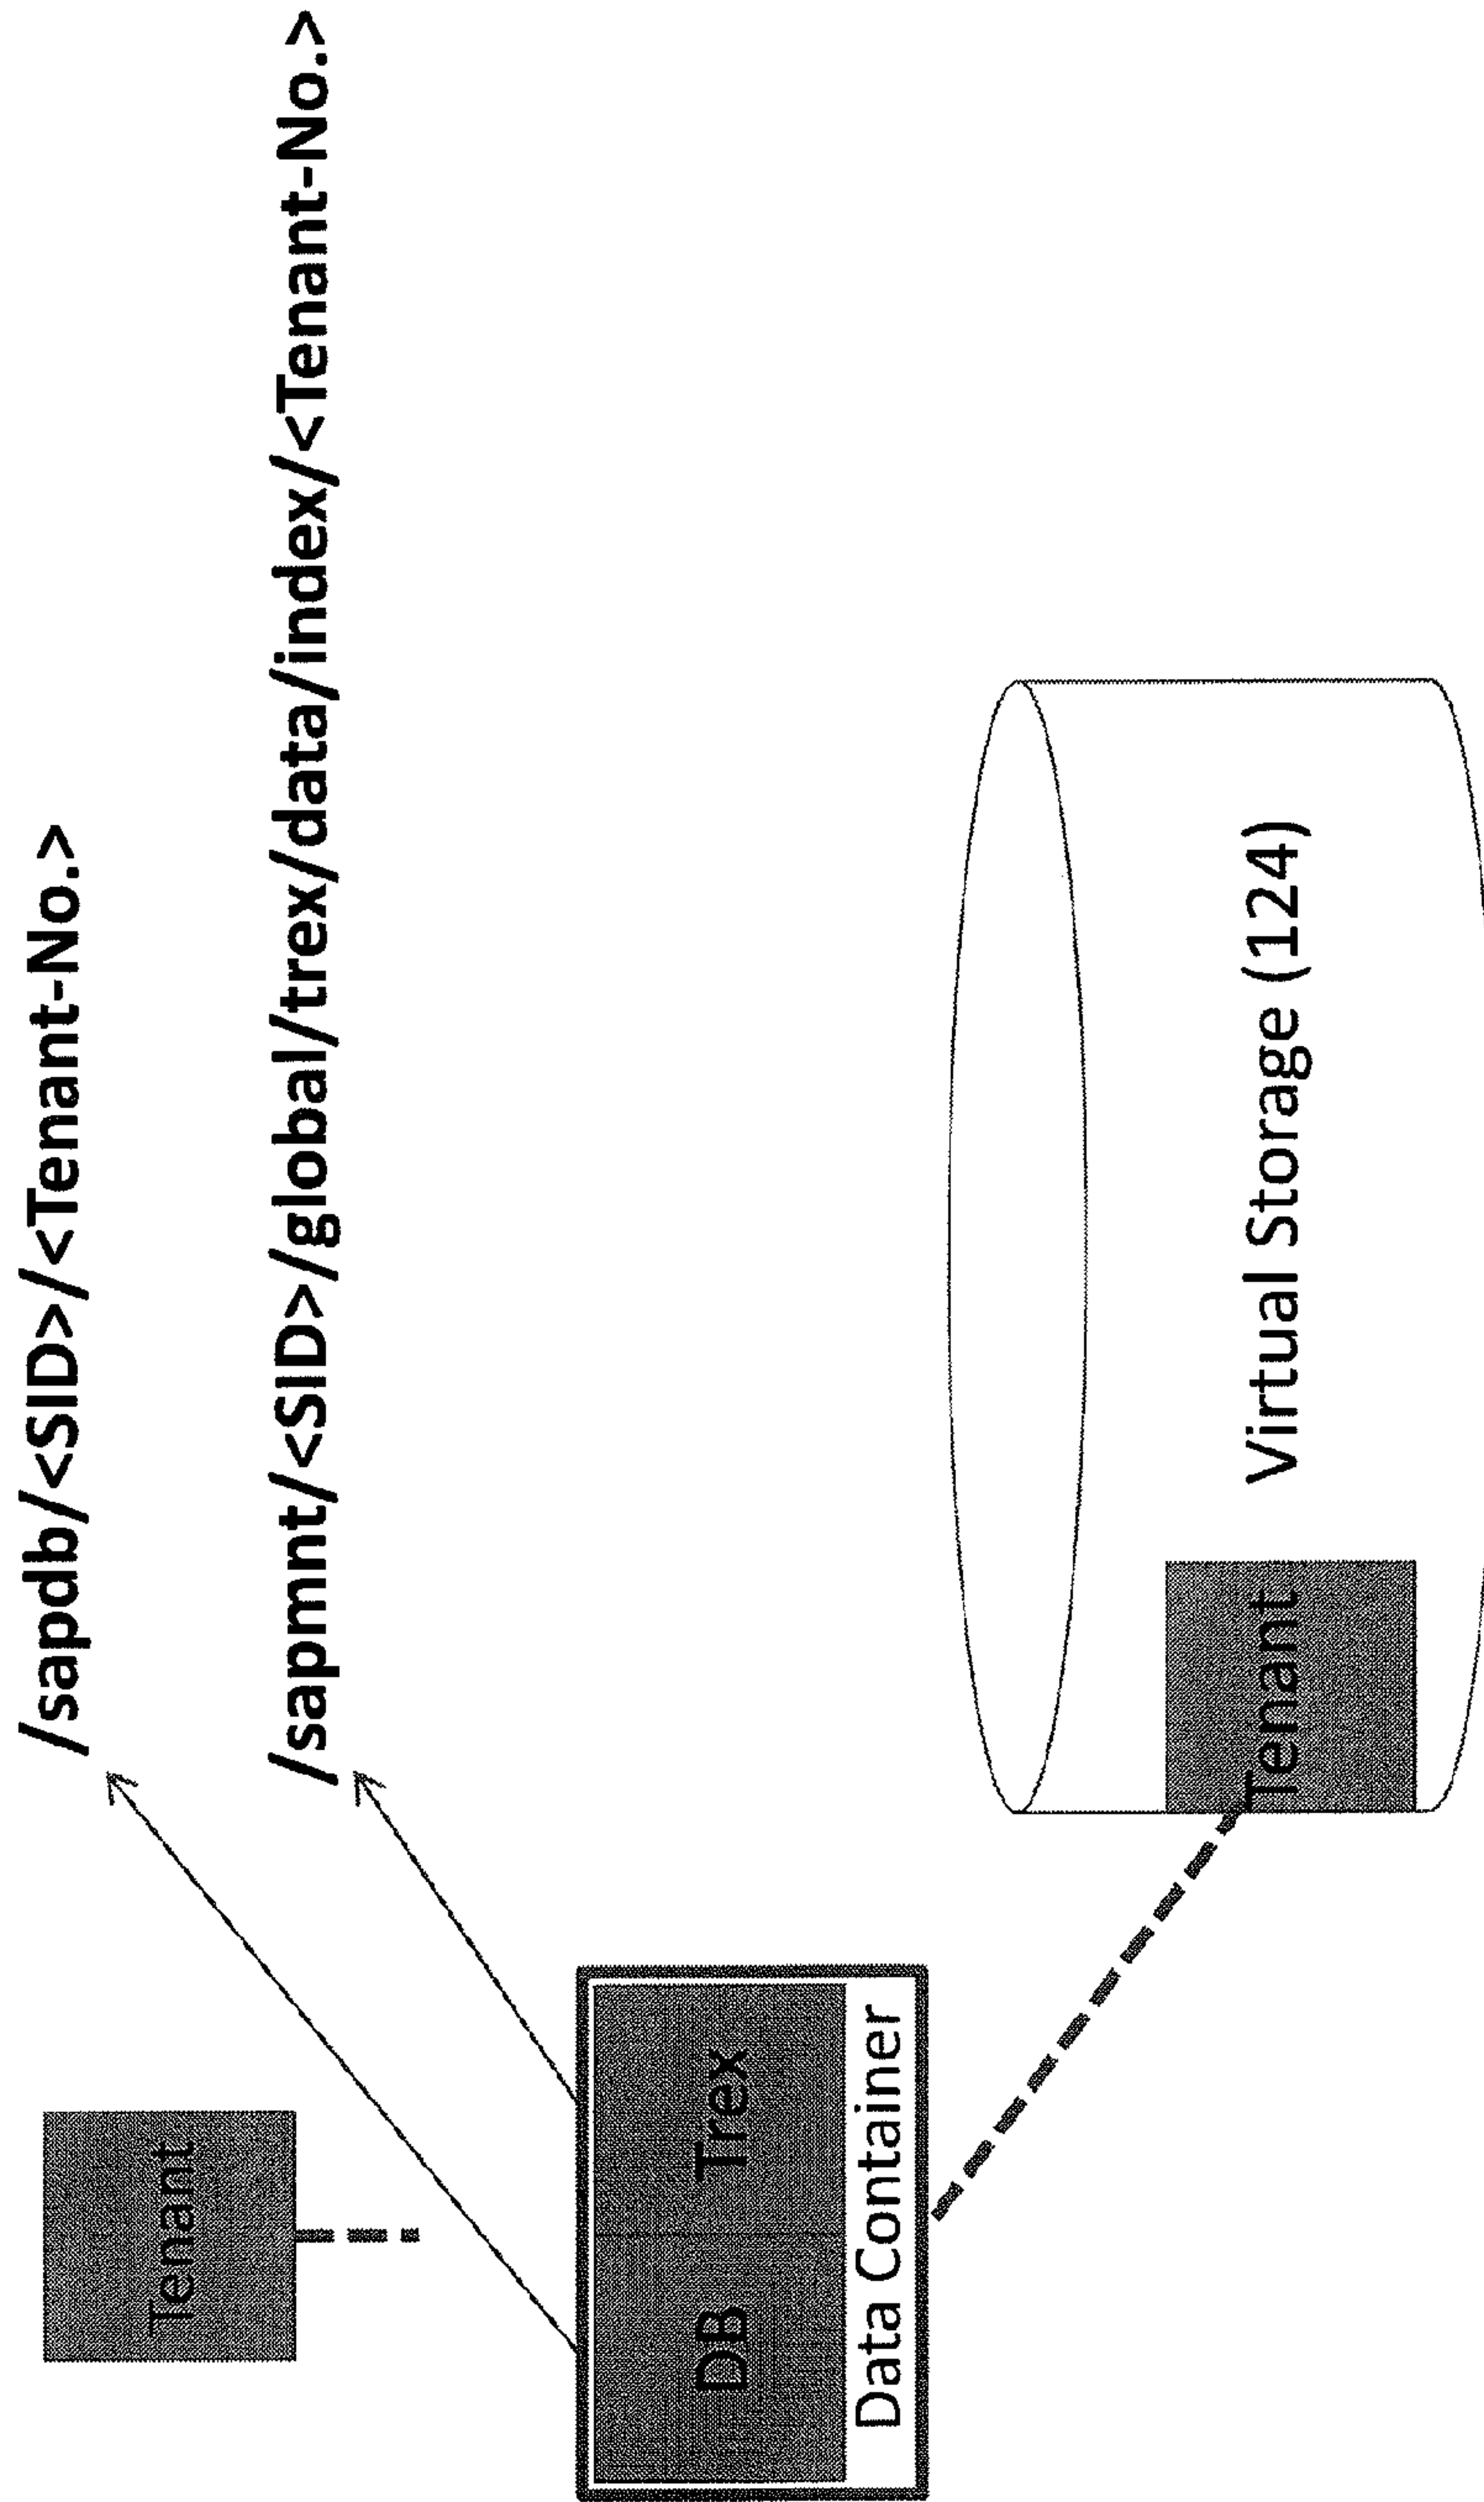 /sapdb/<SID>/<Tenant-No.>
Tenant
/sapmnt/<SID>/global/trex/data/index/<Tenant-No.>
DB Trex
Data Container
Tenant
Virtual Storage (124)